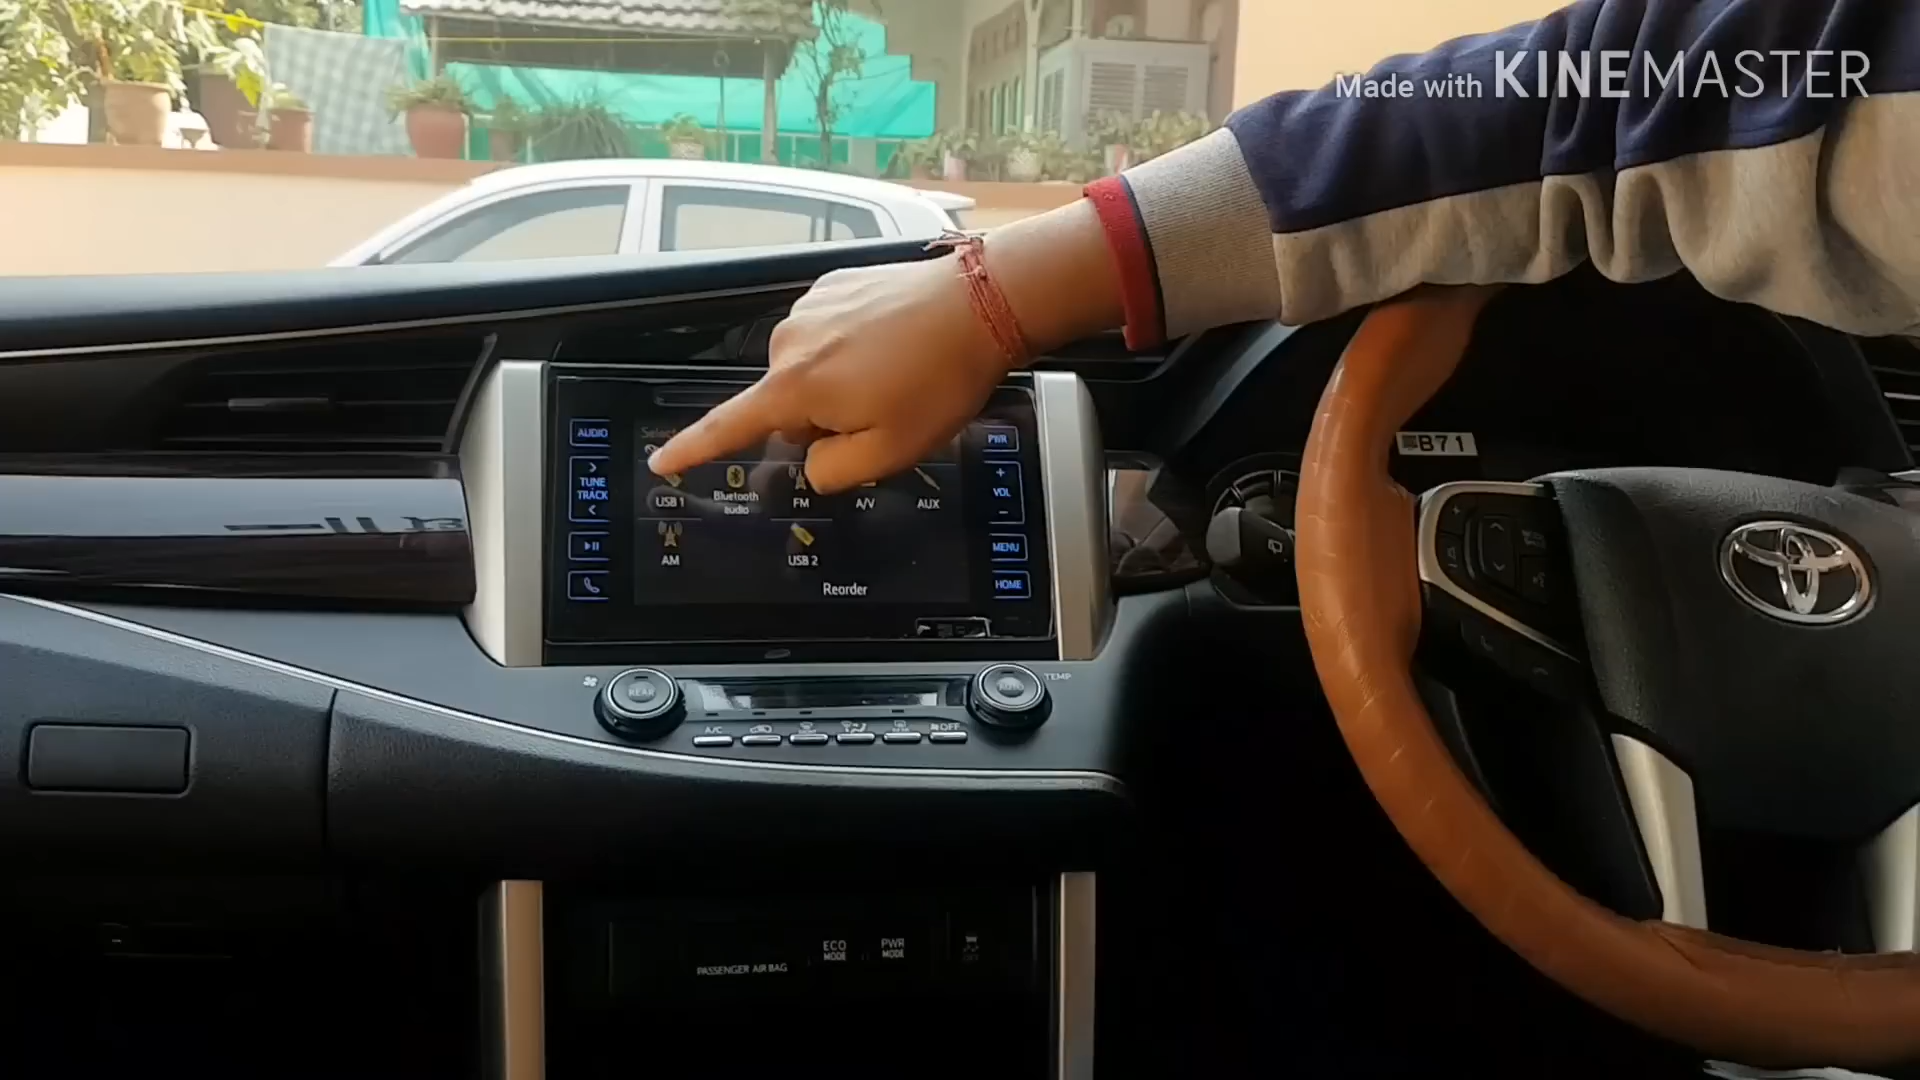 Made with KINEMASTER
B71
AUDIO
PWR
TUNE
TRACK
+
VOL
−
USB 1
Bluetooth
audio
FM
A/V
AUX
AM
USB 2
MENU
Reorder
HOME
REAR
AUTO
TEMP
A/C
OFF
ECO
MODE
PWR
MODE
PASSENGER AIR BAG